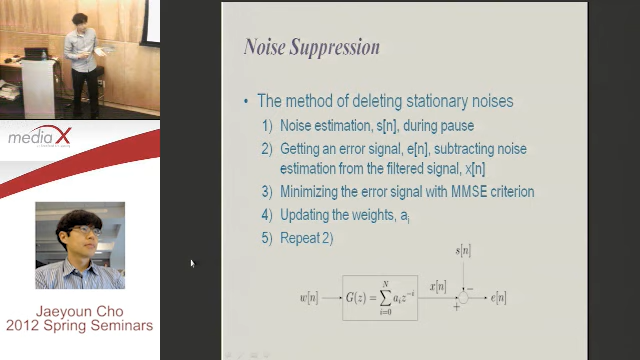 Noise Suppression
• The method of deleting stationary noises
1) Noise estimation, s[n], during pause
2) Getting an error signal, e[n], subtracting noise
estimation from the filtered signal, x[n]
3) Minimizing the error signal with MMSE criterion
4) Updating the weights, aᵢ
5) Repeat 2)
s[n]
w[n] G(z) = ∑_{i=0}^{N} aᵢz⁻ⁱ x[n] + − e[n]
mediaX
Jaeyoun Cho
2012 Spring Seminars